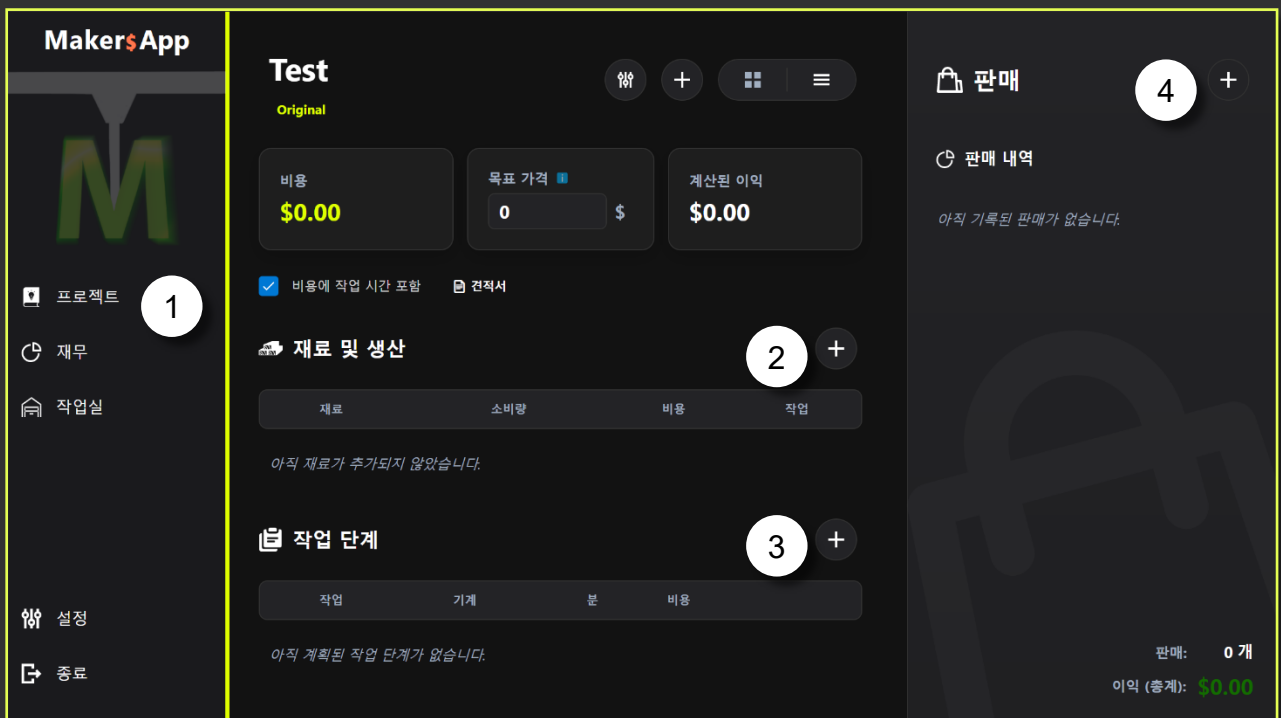 Maker$App
M
프로젝트
1
재무
작업실
설정
종료
Test
Original
비용
$0.00
목표 가격 i
0 $
계산된 이익
$0.00
비용에 작업 시간 포함
견적서
재료 및 생산
2
재료 소비량 비용 작업
아직 재료가 추가되지 않았습니다.
작업 단계
3
작업 기계 분 비용
아직 계획된 작업 단계가 없습니다.
판매
4
판매 내역
아직 기록된 판매가 없습니다.
판매: 0 개
이익 (총계): $0.00